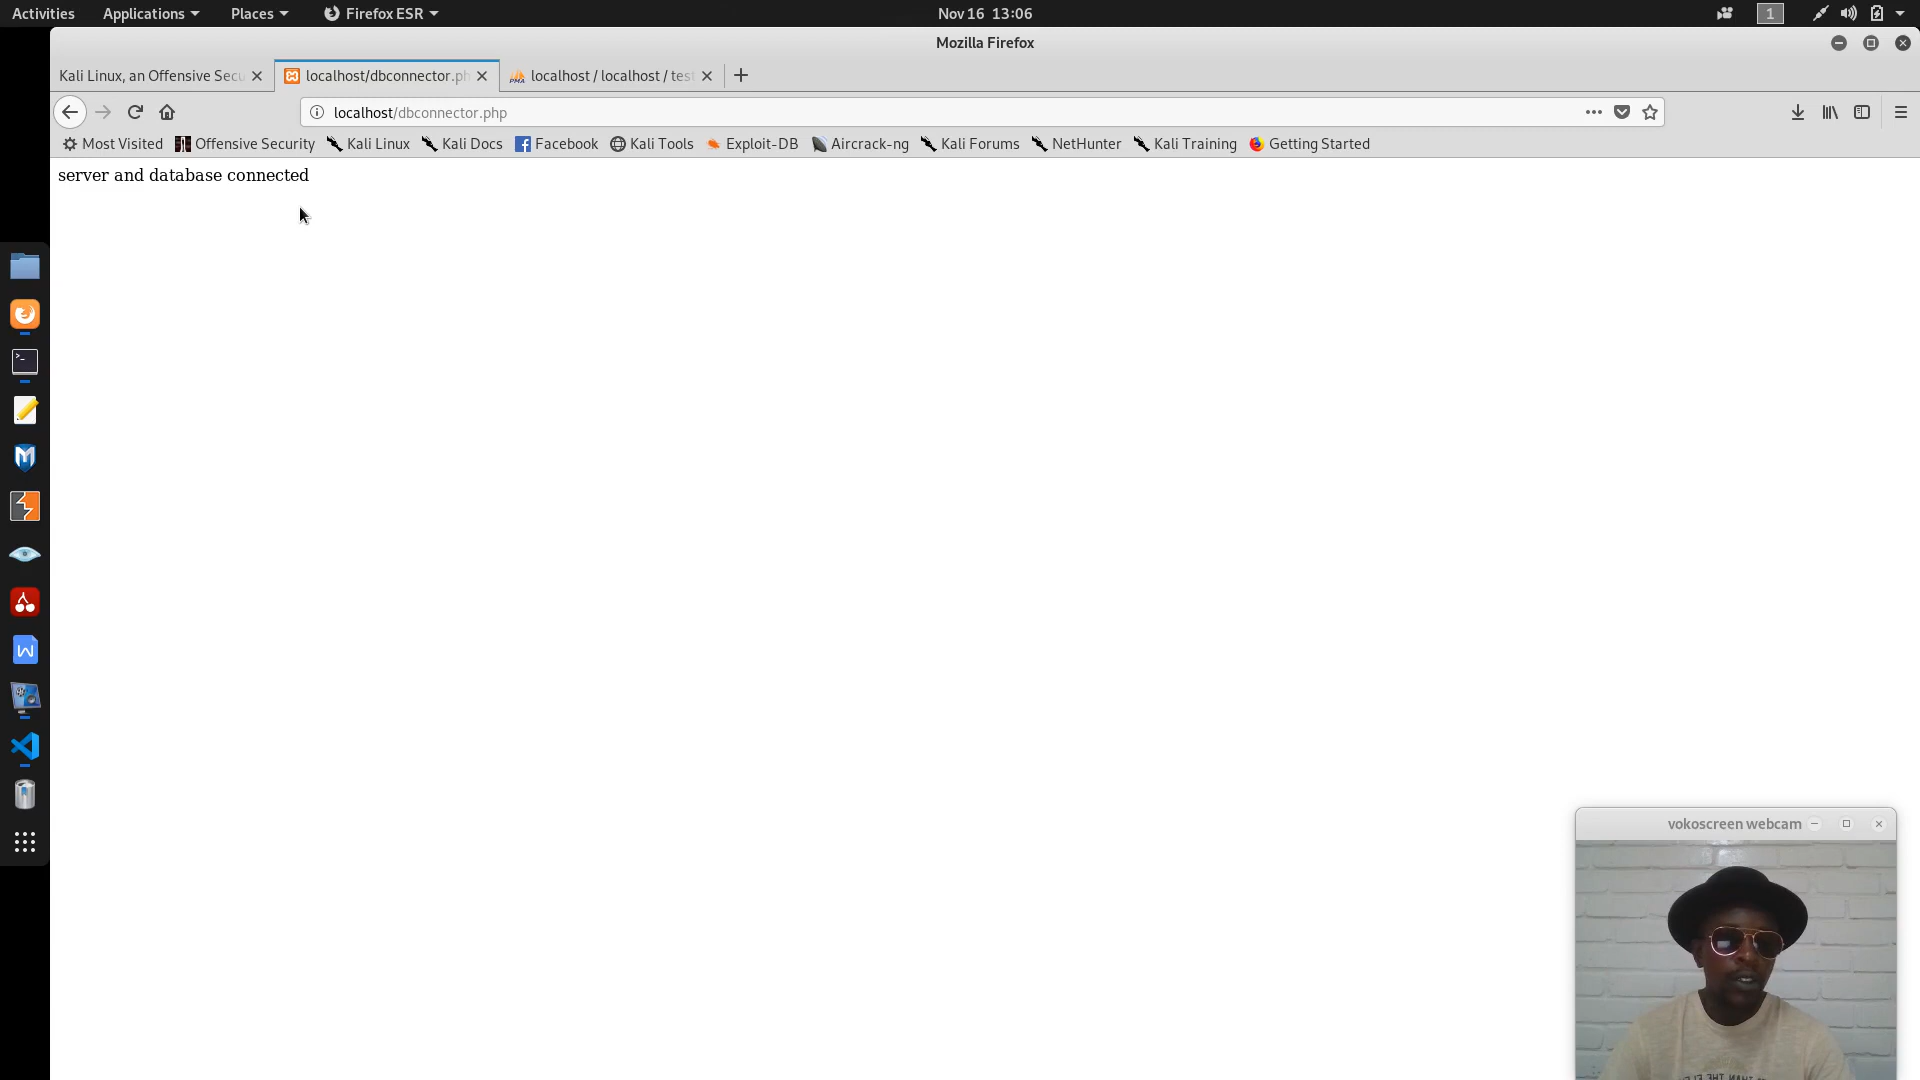 Activities Applications Places Firefox ESR Nov 16 13:06 1
Mozilla Firefox
Kali Linux, an Offensive Secu localhost/dbconnector.ph PMA localhost / localhost / test
localhost/dbconnector.php
Most Visited Offensive Security Kali Linux Kali Docs Facebook Kali Tools Exploit-DB Aircrack-ng Kali Forums NetHunter Kali Training Getting Started
server and database connected
vokoscreen webcam